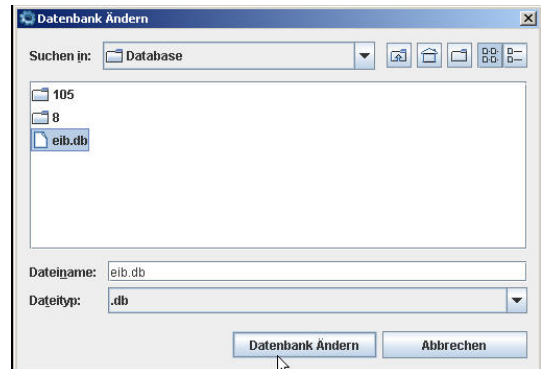 Datenbank Ändern
Suchen in: Database
105
8
eib.db
Dateiname: eib.db
Dateityp: .db
Datenbank Ändern Abbrechen